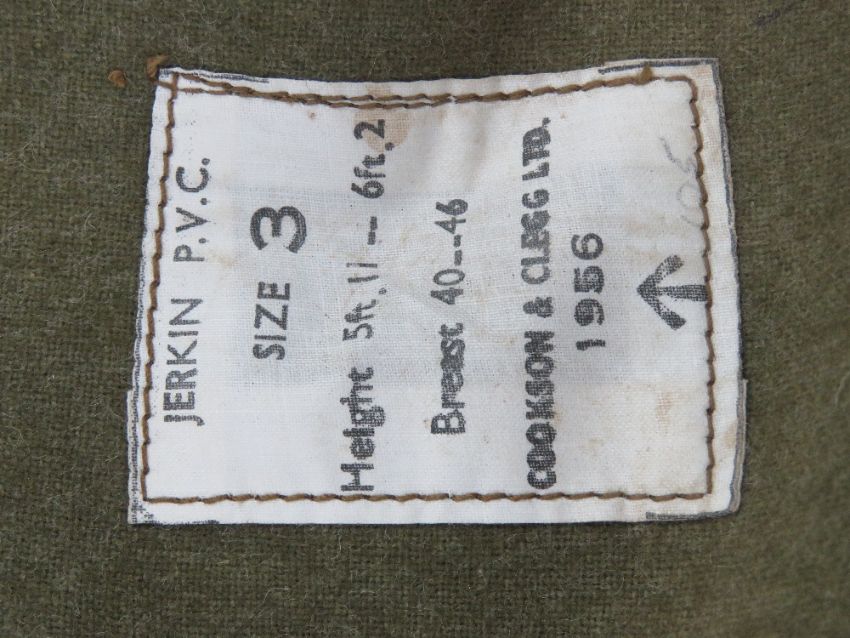 JERKIN P.V.C.
SIZE 3
Height 5ft.11 -- 6ft.2
Breast 40--46
COOKSON & CLEGG LTD.
1956